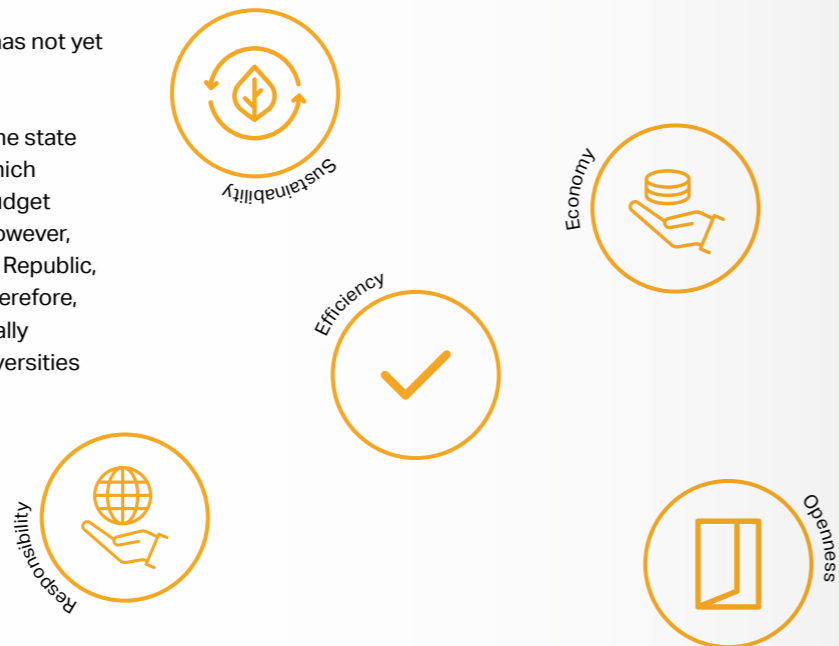 has not yet
he state
hich
udget
owever,
Republic,
erefore,
ally
versities
Sustainability
Economy
Efficiency
Responsibility
Openness